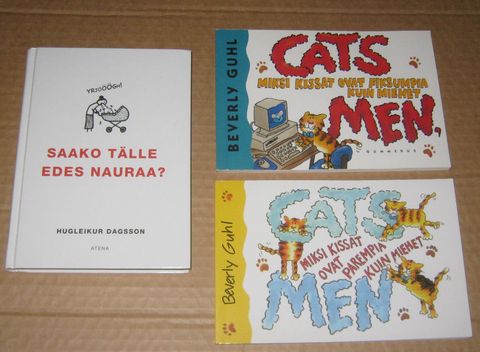 YRJÖÖÖGH!
SAAKO TÄLLE
EDES NAURAA?
HUGLEIKUR DAGSSON
ATENA
BEVERLY GUHL
CATS
MIKSI KISSAT OVAT FIKSUMPIA
KUIN MIEHET
MEN,
GUMMERUS
Beverly Guhl
CATS
MIKSI KISSAT
OVAT PAREMPIA
KUIN MIEHET
MEN